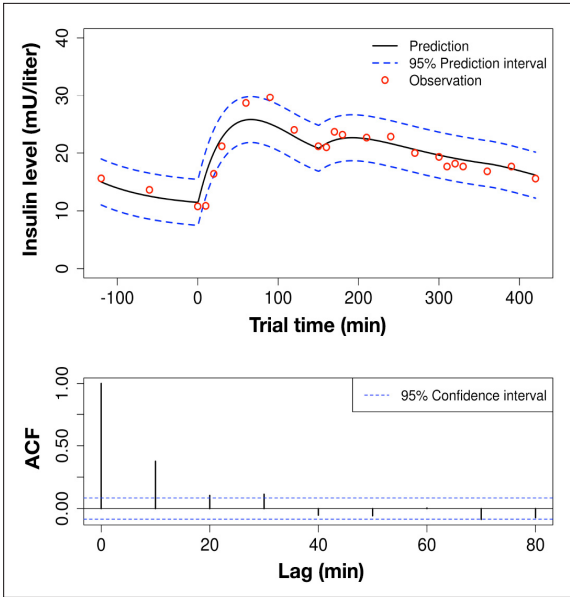 Insulin level (mU/liter)
40
30
20
10
0
Prediction
95% Prediction interval
Observation
-100 0 100 200 300 400
Trial time (min)
ACF
1.00
0.50
0.00
95% Confidence interval
0 20 40 60 80
Lag (min)